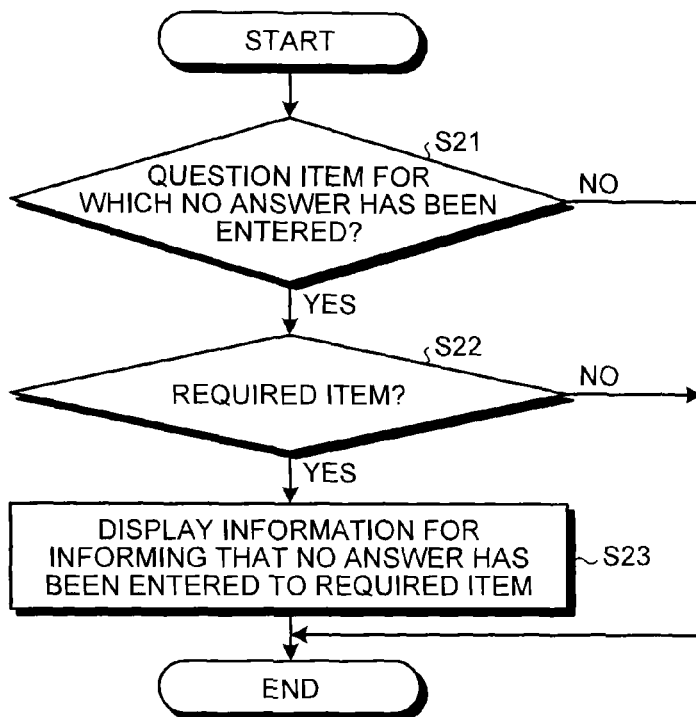 START
S21
QUESTION ITEM FOR
WHICH NO ANSWER HAS BEEN
ENTERED?
NO
YES
S22
REQUIRED ITEM?
NO
YES
DISPLAY INFORMATION FOR
INFORMING THAT NO ANSWER HAS
BEEN ENTERED TO REQUIRED ITEM
S23
END